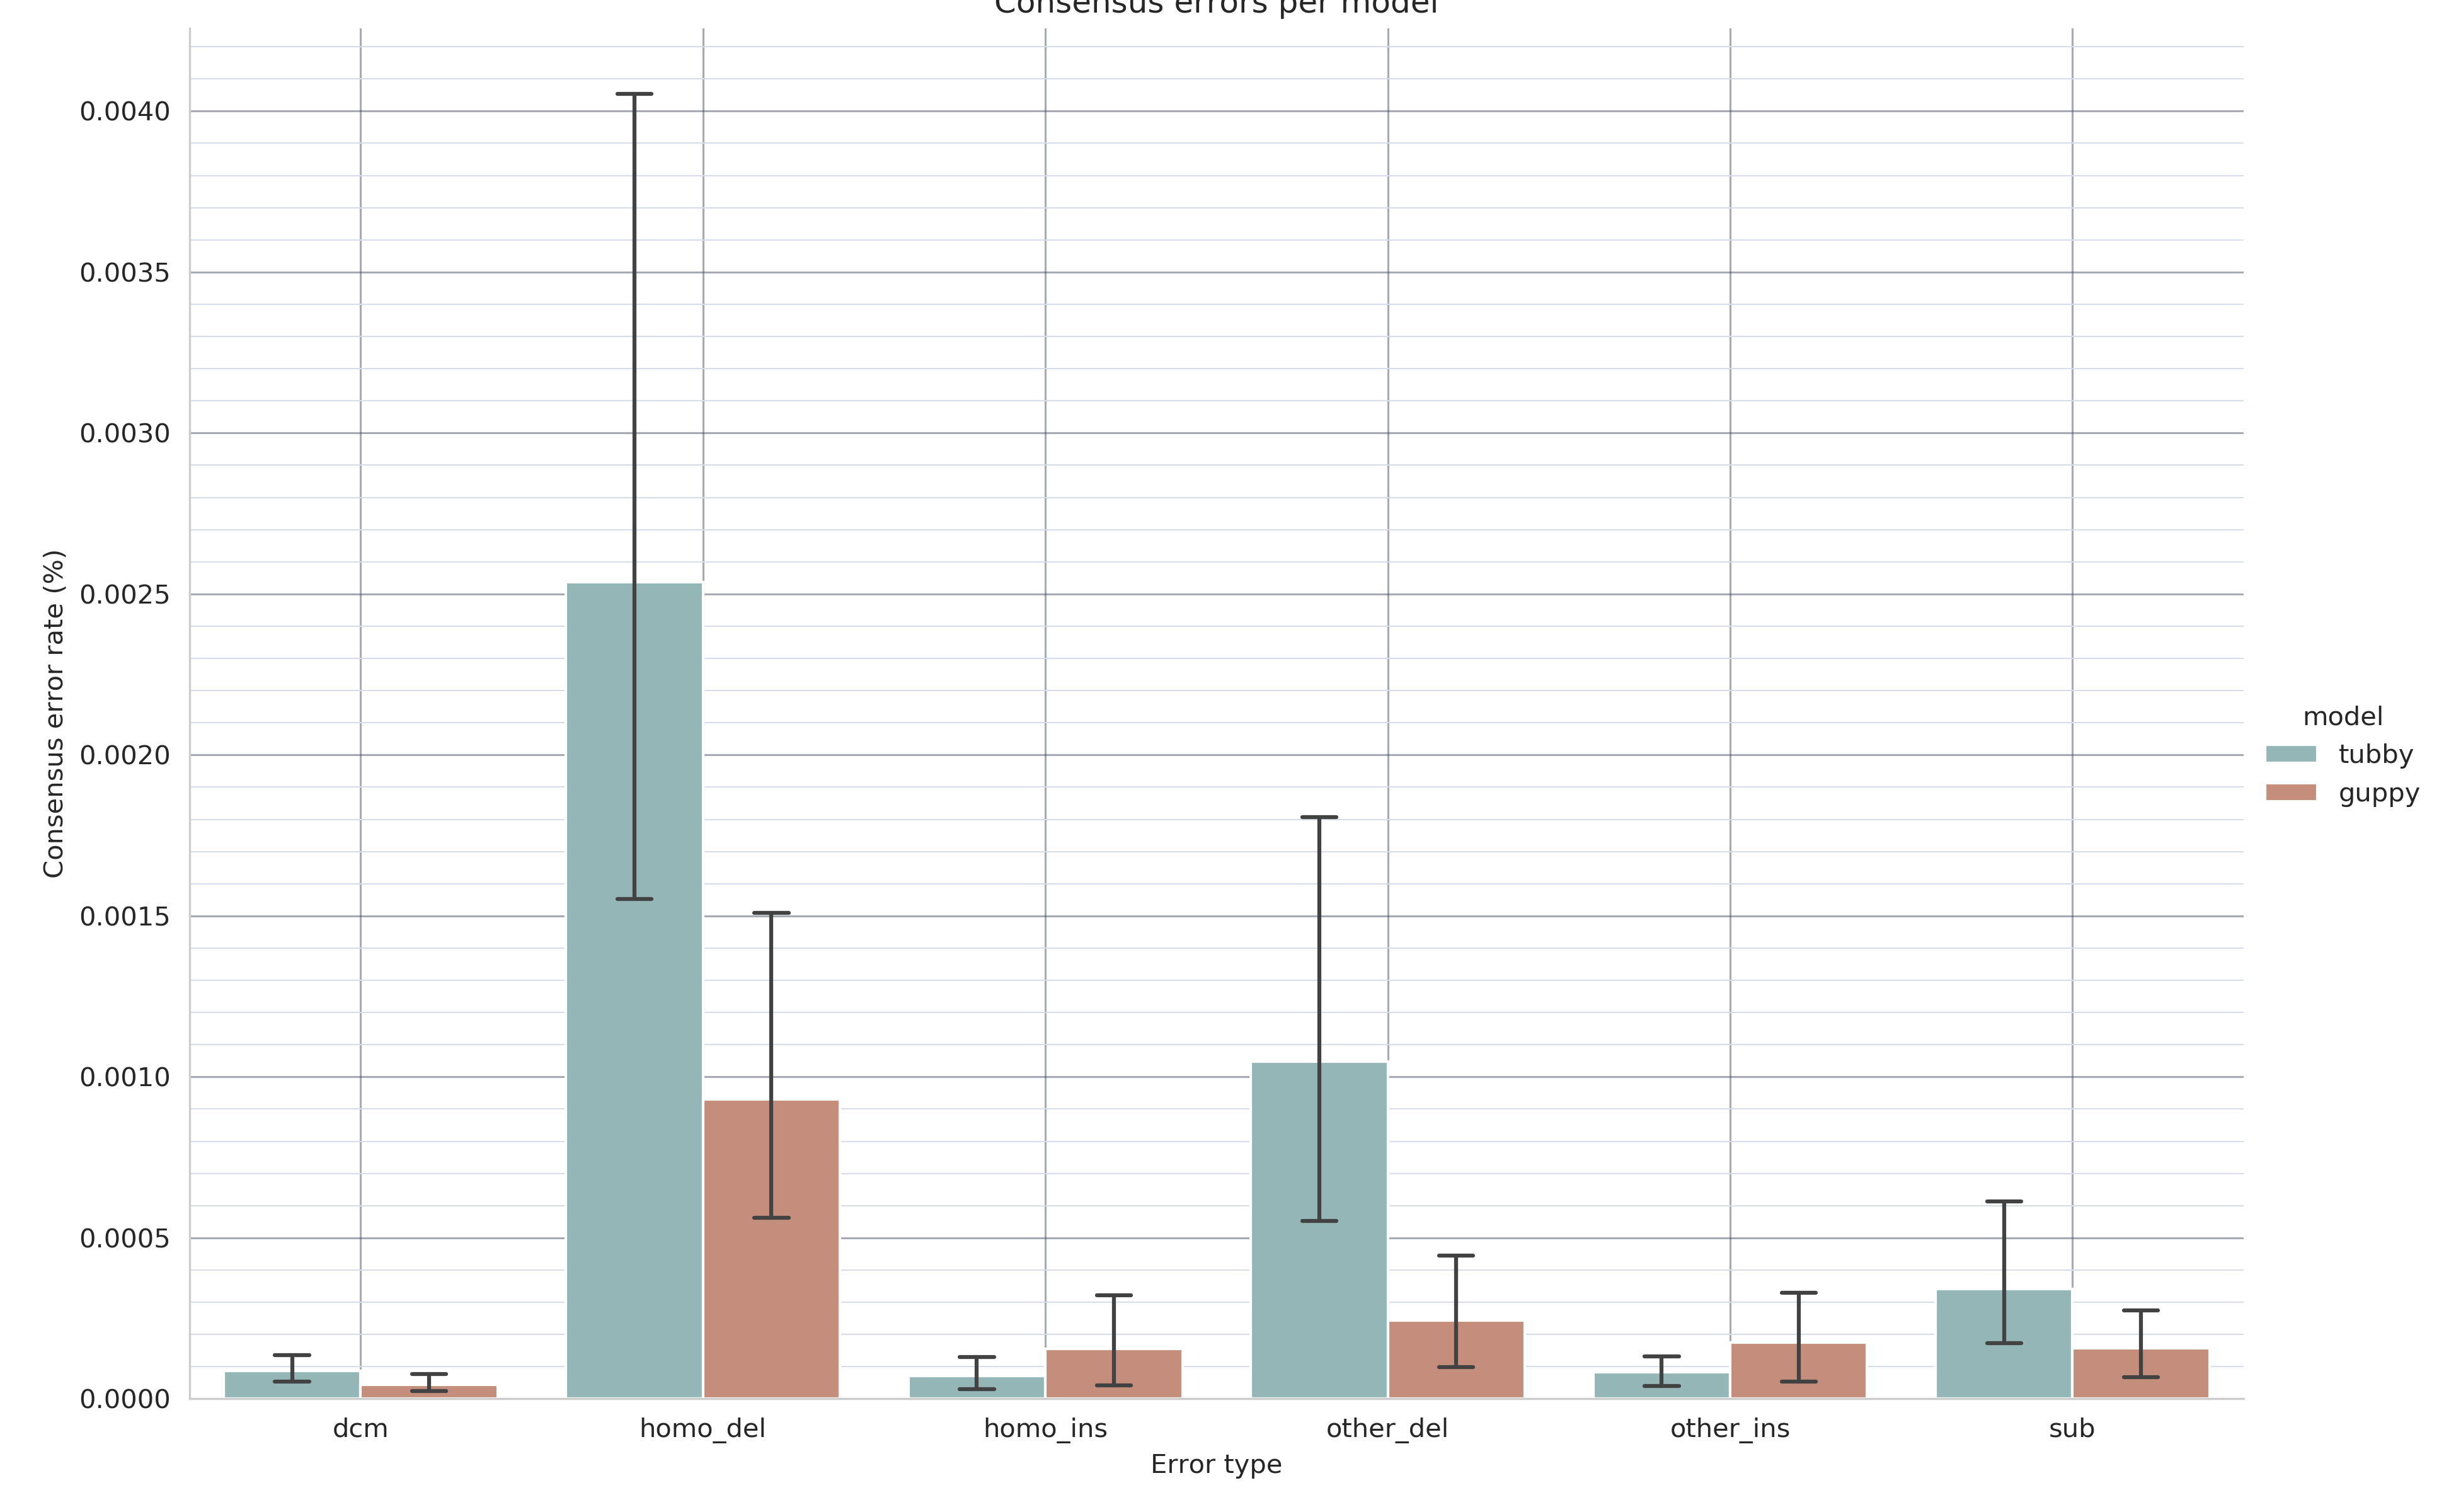 Consensus errors per model
0.0040
0.0035
0.0030
0.0025
0.0020
0.0015
0.0010
0.0005
0.0000
Consensus error rate (%)
dcm
homo_del
homo_ins
other_del
other_ins
sub
Error type
model
tubby
guppy